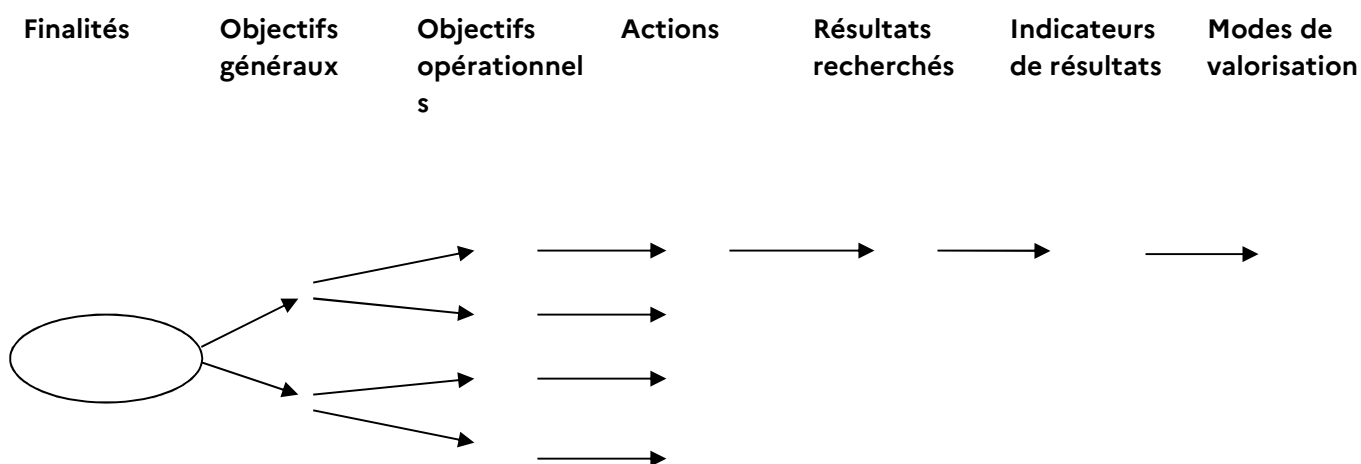 Finalités
Objectifs
généraux
Objectifs
opérationnel
s
Actions
Résultats
recherchés
Indicateurs
de résultats
Modes de
valorisation